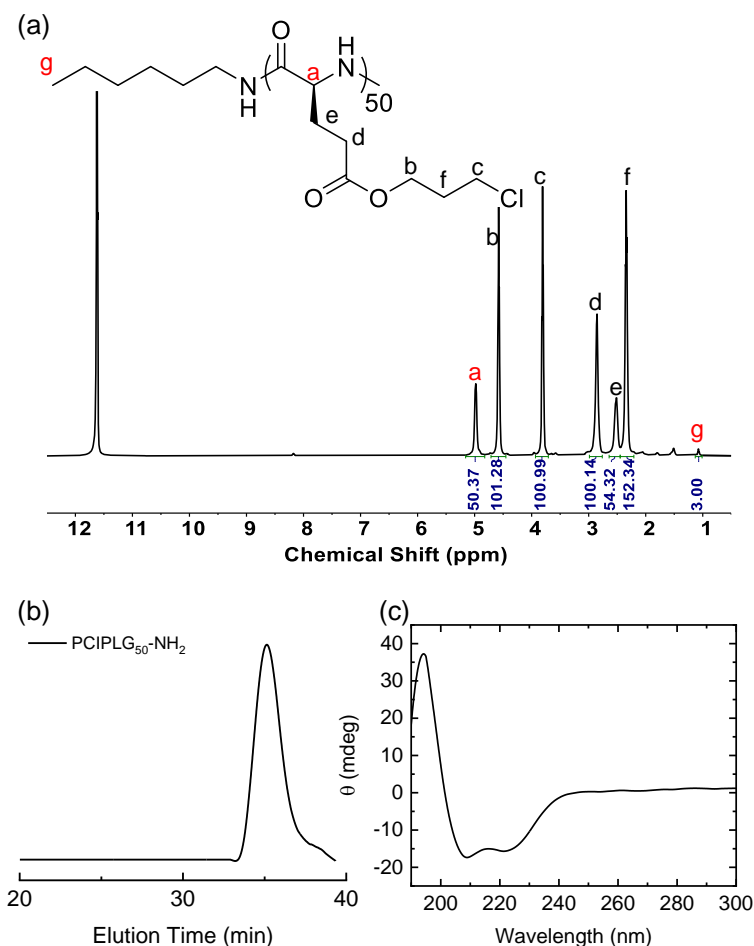 (a)
O
H
N
g
a
N
H
50
e
d
b
c
f
O
O
Cl
c
f
b
d
a
e
g
50.37
101.28
100.99
100.14
54.32
152.34
3.00
12 11 10 9 8 7 6 5 4 3 2 1
Chemical Shift (ppm)
(b)
PCIPLG50-NH2
20 30 40
Elution Time (min)
(c)
40
30
20
10
0
-10
-20
θ (mdeg)
200 220 240 260 280 300
Wavelength (nm)